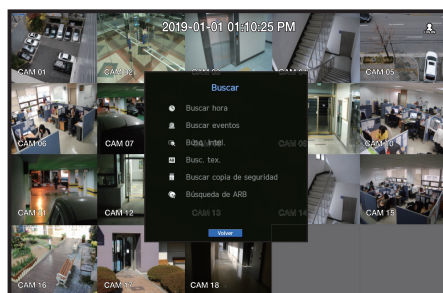 2019-01-01 01:10:25 PM
CAM 01
CAM 02
CAM 05
Buscar
Buscar hora
Buscar eventos
Búsq. Intel.
Busc. tex.
Buscar copia de seguridad
Búsqueda de ARB
Volver
CAM 06
CAM 07
CAM 10
CAM 11
CAM 12
CAM 13
CAM 14
CAM 15
CAM 16
CAM 17
CAM 18